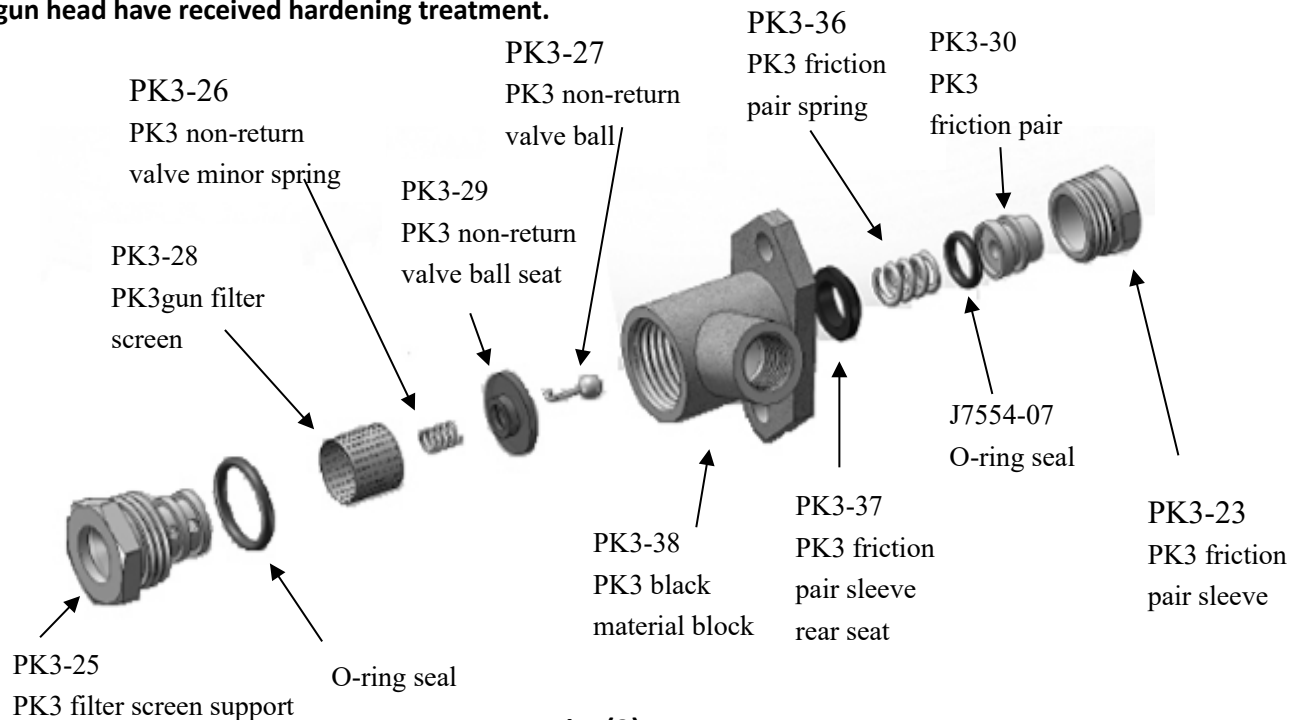 gun head have received hardening treatment.
PK3-36
PK3 friction
pair spring
PK3-30
PK3
friction pair
PK3-27
PK3 non-return
valve ball
PK3-26
PK3 non-return
valve minor spring
PK3-29
PK3 non-return
valve ball seat
PK3-28
PK3gun filter
screen
J7554-07
O-ring seal
PK3-37
PK3 friction
pair sleeve
rear seat
PK3-23
PK3 friction
pair sleeve
PK3-38
PK3 black
material block
O-ring seal
PK3-25
PK3 filter screen support